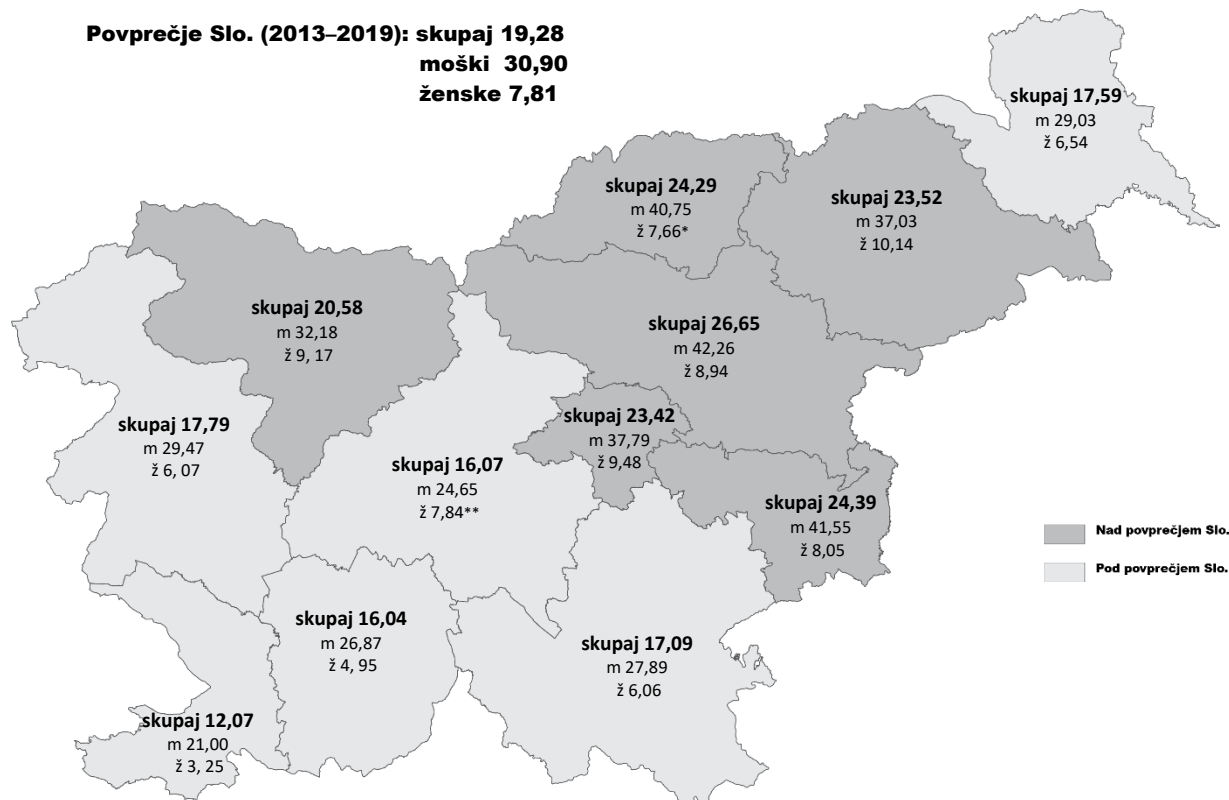 Povprečje Slo. (2013–2019): skupaj 19,28
moški 30,90
ženske 7,81
skupaj 17,59
m 29,03
ž 6,54
skupaj 24,29
m 40,75
ž 7,66*
skupaj 23,52
m 37,03
ž 10,14
skupaj 20,58
m 32,18
ž 9, 17
skupaj 26,65
m 42,26
ž 8,94
skupaj 17,79
m 29,47
ž 6, 07
skupaj 23,42
m 37,79
ž 9,48
skupaj 16,07
m 24,65
ž 7,84**
skupaj 24,39
m 41,55
ž 8,05
Nad povprečjem Slo.
Pod povprečjem Slo.
skupaj 16,04
m 26,87
ž 4, 95
skupaj 17,09
m 27,89
ž 6,06
skupaj 12,07
m 21,00
ž 3, 25